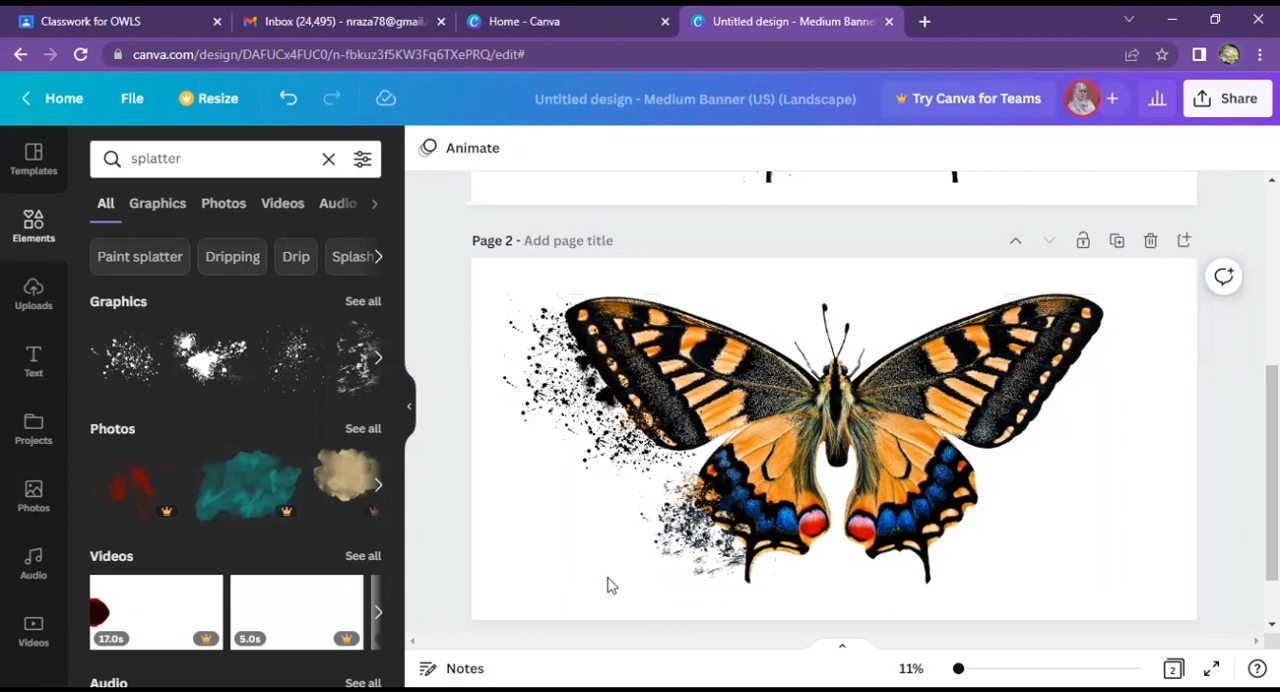 Classwork for OWLS
Inbox (24,495) - nraza78@gmail.
Home - Canva
Untitled design - Medium Banne
canva.com/design/DAFUCx4FUC0/n-fbkuz3f5KW3Fq6TXePRQ/edit#
Home
File
Resize
Untitled design - Medium Banner (US) (Landscape)
Try Canva for Teams
Share
Templates
Elements
Uploads
Text
Projects
Photos
Audio
Videos
splatter
All
Graphics
Photos
Videos
Audio
Paint splatter
Dripping
Drip
Splash
Graphics
See all
Photos
See all
Videos
See all
17.0s
5.0s
Audio
See all
Animate
Page 2 - Add page title
Notes
11%
2